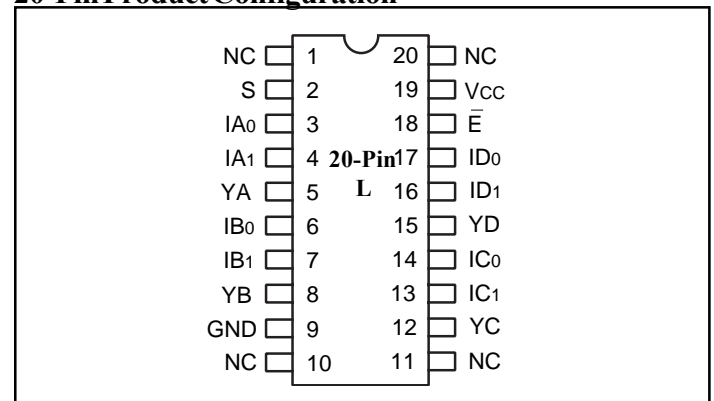 20-Pin Product Configuration
NC 1 20 NC
S 2 19 VCC
IA0 3 18 E̅
IA1 4 20-Pin 17 ID0
YA 5 L 16 ID1
IB0 6 15 YD
IB1 7 14 IC0
YB 8 13 IC1
GND 9 12 YC
NC 10 11 NC